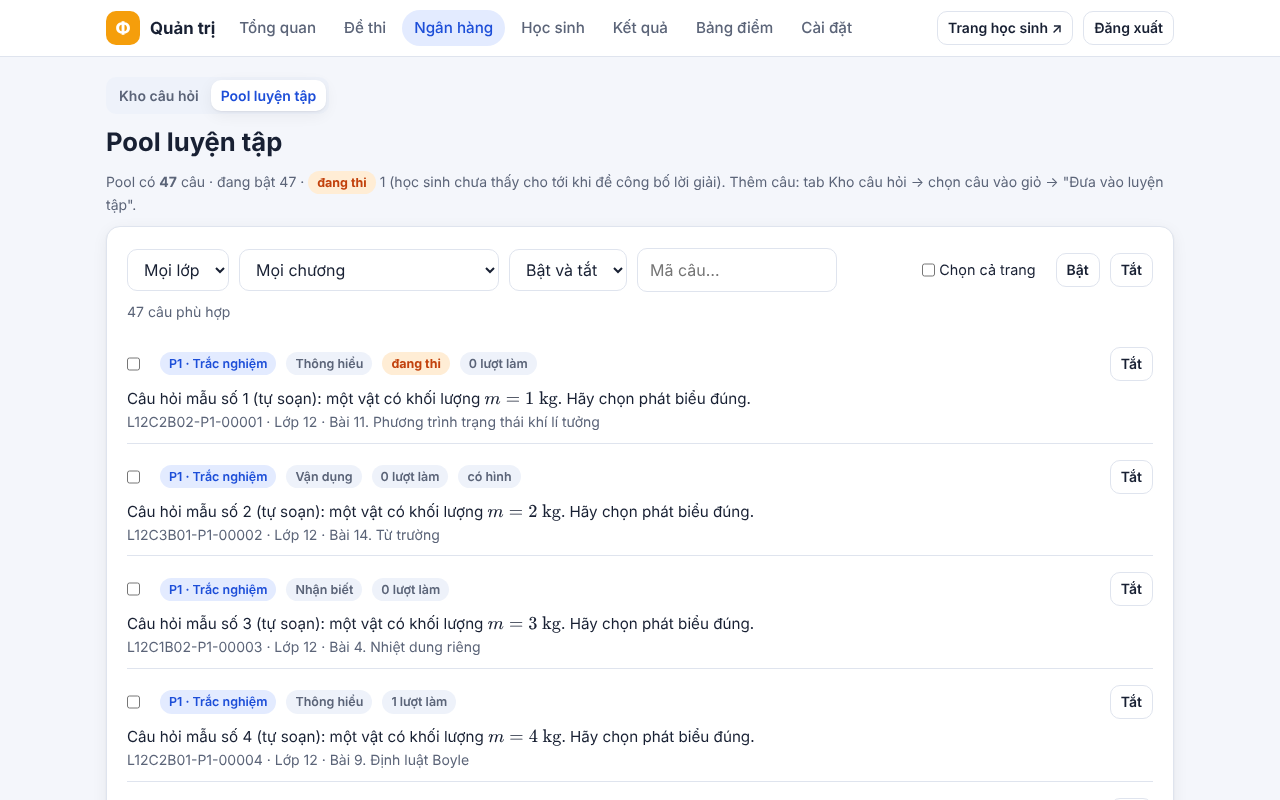 Φ Quản trị Tổng quan Đề thi Ngân hàng Học sinh Kết quả Bảng điểm Cài đặt Trang học sinh ↗ Đăng xuất
Kho câu hỏi Pool luyện tập
Pool luyện tập
Pool có 47 câu · đang bật 47 · đang thi 1 (học sinh chưa thấy cho tới khi đề công bố lời giải). Thêm câu: tab Kho câu hỏi → chọn câu vào giỏ → "Đưa vào luyện
tập".
Mọi lớp Mọi chương Bật và tắt Mã câu... Chọn cả trang Bật Tắt
47 câu phù hợp
P1 · Trắc nghiệm Thông hiểu đang thi 0 lượt làm Tắt
Câu hỏi mẫu số 1 (tự soạn): một vật có khối lượng m = 1 kg. Hãy chọn phát biểu đúng.
L12C2B02-P1-00001 · Lớp 12 · Bài 11. Phương trình trạng thái khí lí tưởng
P1 · Trắc nghiệm Vận dụng 0 lượt làm có hình Tắt
Câu hỏi mẫu số 2 (tự soạn): một vật có khối lượng m = 2 kg. Hãy chọn phát biểu đúng.
L12C3B01-P1-00002 · Lớp 12 · Bài 14. Từ trường
P1 · Trắc nghiệm Nhận biết 0 lượt làm Tắt
Câu hỏi mẫu số 3 (tự soạn): một vật có khối lượng m = 3 kg. Hãy chọn phát biểu đúng.
L12C1B02-P1-00003 · Lớp 12 · Bài 4. Nhiệt dung riêng
P1 · Trắc nghiệm Thông hiểu 1 lượt làm Tắt
Câu hỏi mẫu số 4 (tự soạn): một vật có khối lượng m = 4 kg. Hãy chọn phát biểu đúng.
L12C2B01-P1-00004 · Lớp 12 · Bài 9. Định luật Boyle